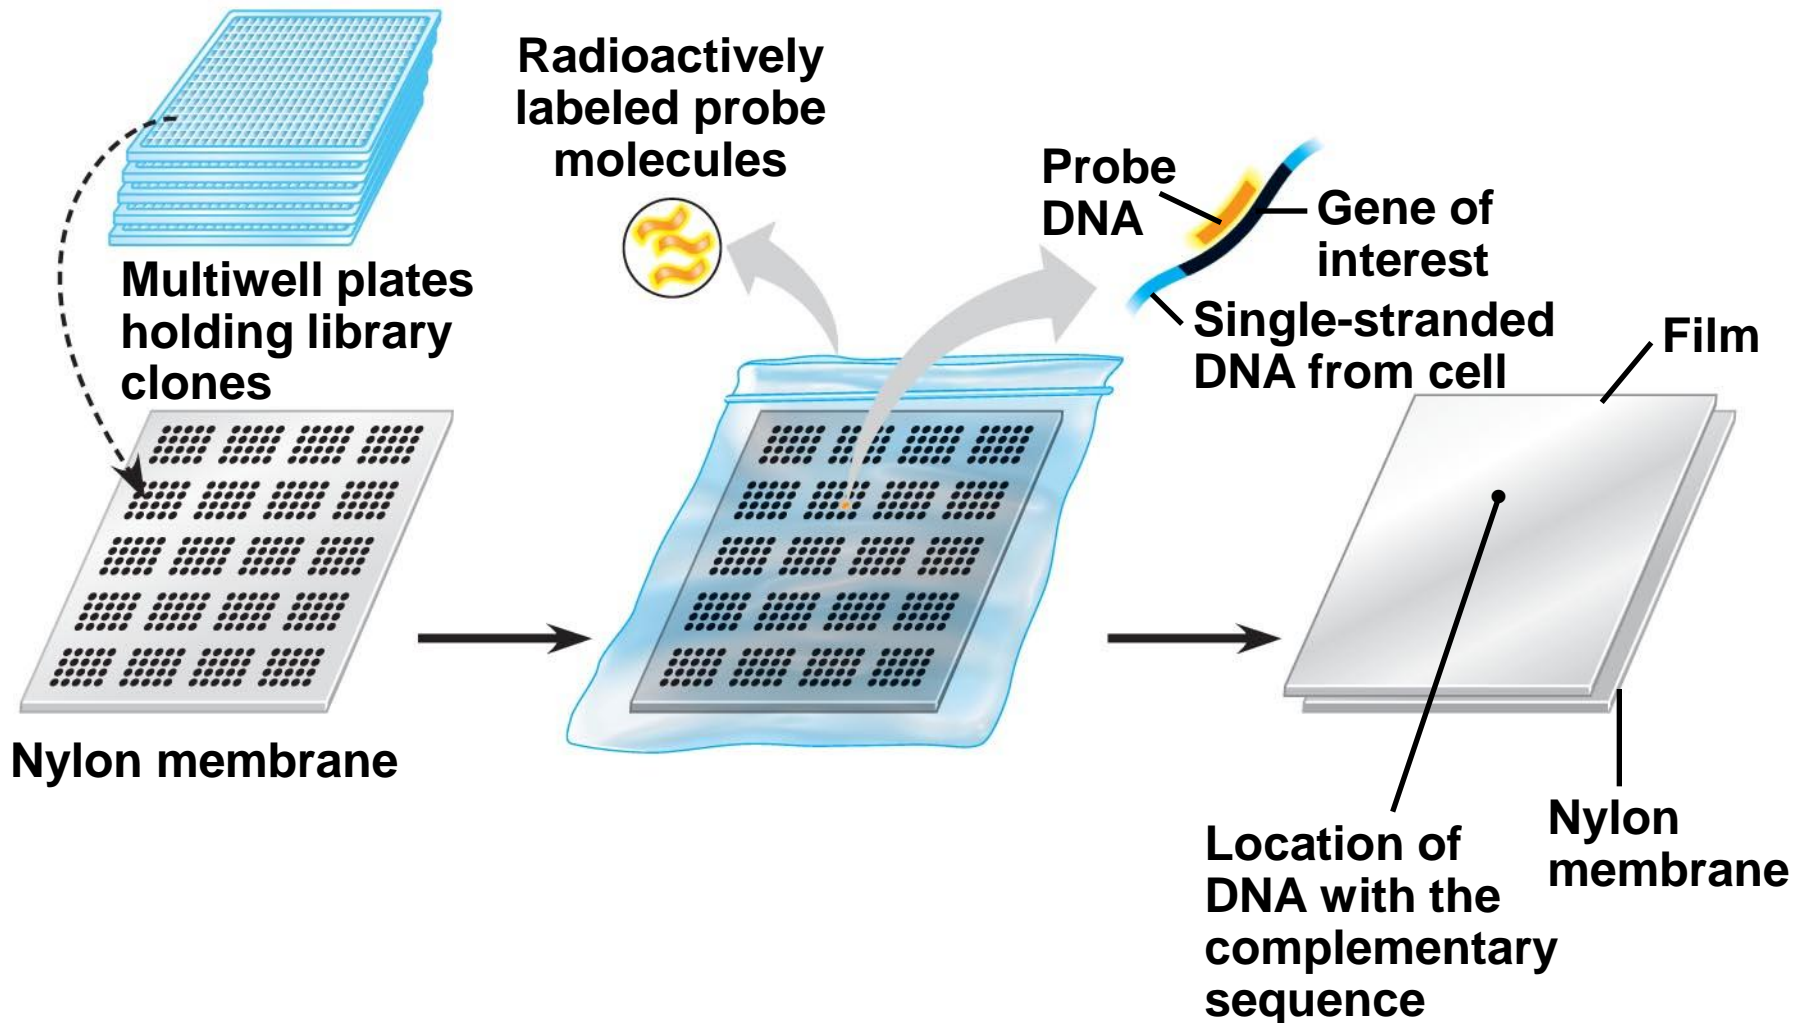 Radioactively
labeled probe
molecules
Probe
DNA
Gene of
interest
Single-stranded
DNA from cell
Film
Multiwell plates
holding library
clones
Nylon membrane
Location of
DNA with the
complementary
sequence
Nylon
membrane